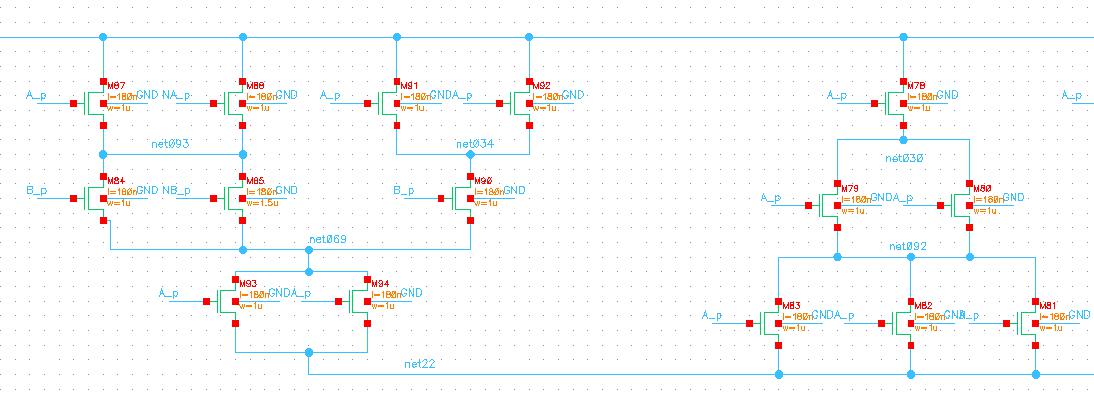 M87 M88 M91 M92 M78
A_p l=180n GND NA_p l=180n GND A_p l=180n GND A_p l=180n GND A_p l=180n GND A_p
w=1u w=1u w=1u w=1u w=1u
net093 net034 net030
M84 M85 M90 M79 M80
B_p l=180n GND NB_p l=180n GND B_p l=180n GND A_p l=180n GND A_p l=180n GND
w=1u w=1.5u w=1u w=1u w=1u
net069 net092
M93 M94 M83 M82 M81
A_p l=180n GND A_p l=180n GND A_p l=180n GND A_p l=180n l=180n GND
w=1u w=1u w=1u w=1u w=1u
net22